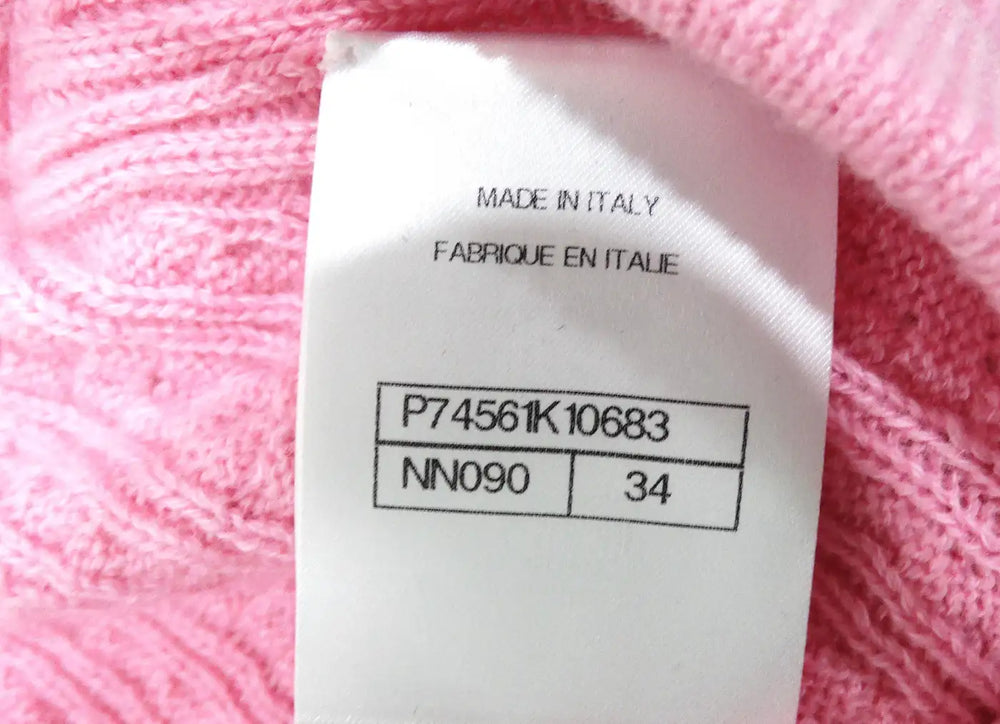 MADE IN ITALY
FABRIQUE EN ITALIE
P74561K10683
NN090 34